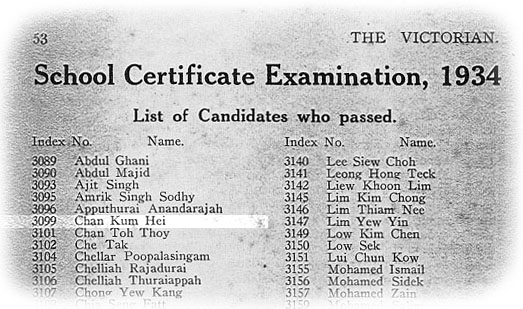 53 THE VICTORIAN.
School Certificate Examination, 1934
List of Candidates who passed.
Index No. Name.
3089 Abdul Ghani
3090 Abdul Majid
3093 Ajit Singh
3095 Amrik Singh Sodhy
3096 Apputhurai Anandarajah
3099 Chan Kum Hei
3101 Chan Toh Thoy
3102 Che Tak
3104 Chellar Poopalasingam
3105 Chelliah Rajadurai
3106 Chelliah Thuraiappah
3107 Chong Yew Kang
Index No. Name.
3140 Lee Siew Choh
3141 Leong Hong Teck
3142 Liew Khoon Lim
3145 Lim Kim Chong
3146 Lim Thiam Nee
3147 Lim Yew Yin
3149 Low Kim Chen
3150 Low Sek
3151 Lui Chun Kow
3155 Mohamed Ismail
3156 Mohamed Sidek
3157 Mohamed Zain